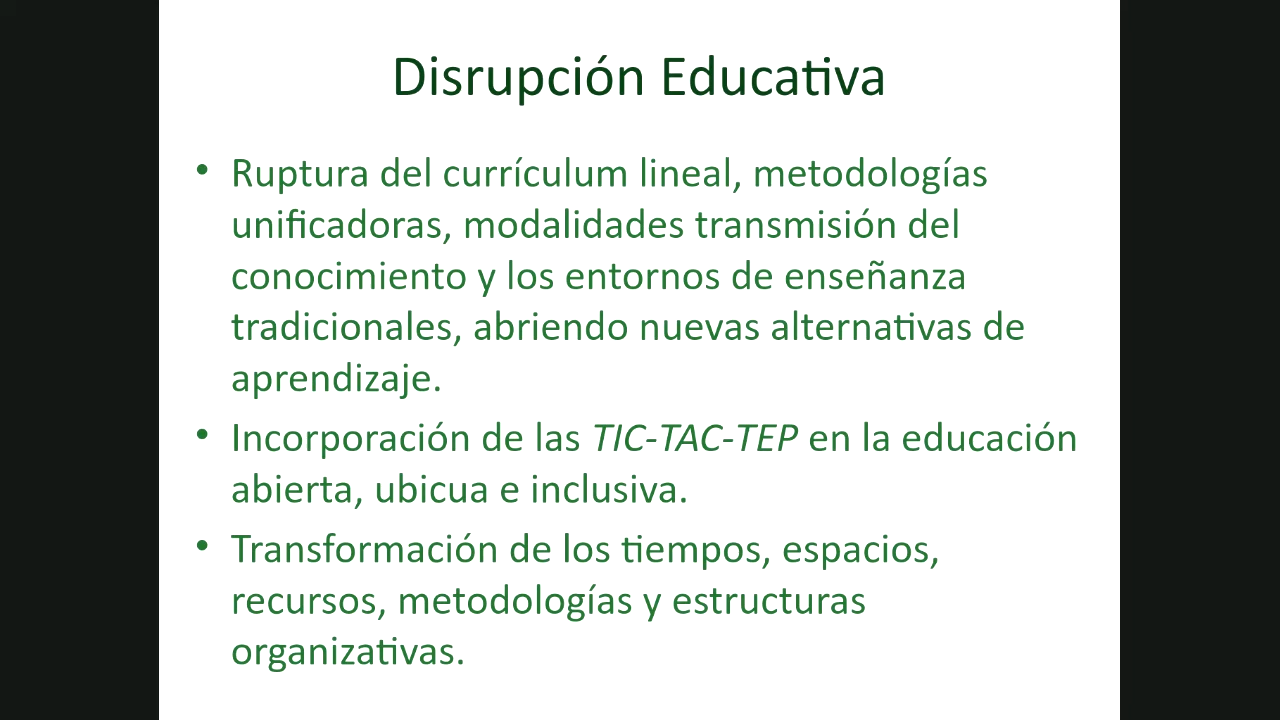 Disrupción Educativa
• Ruptura del currículum lineal, metodologías
unificadoras, modalidades transmisión del
conocimiento y los entornos de enseñanza
tradicionales, abriendo nuevas alternativas de
aprendizaje.
• Incorporación de las TIC-TAC-TEP en la educación
abierta, ubicua e inclusiva.
• Transformación de los tiempos, espacios,
recursos, metodologías y estructuras
organizativas.